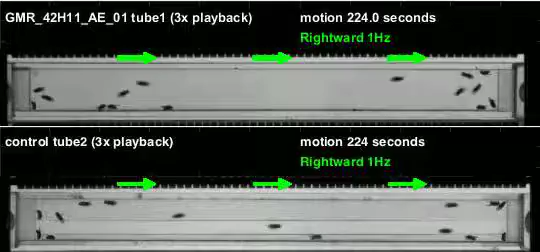 GMR_42H11_AE_01 tube1 (3x playback) motion 224.0 seconds
Rightward 1Hz
control tube2 (3x playback) motion 224 seconds
Rightward 1Hz